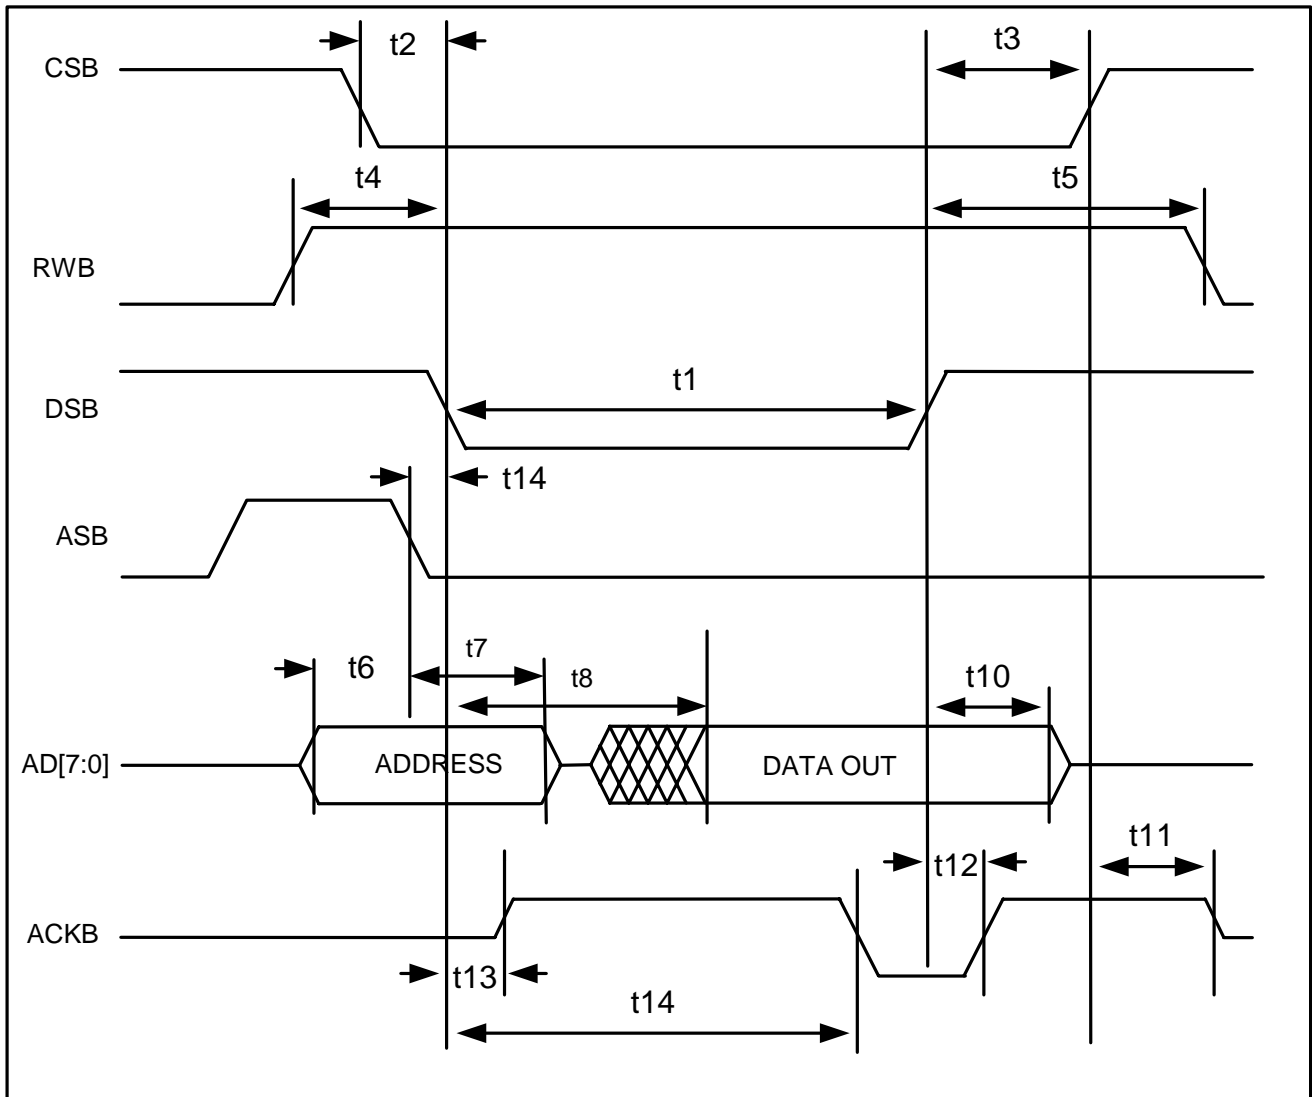 t2
t3
CSB
t4
t5
RWB
t1
DSB
t14
ASB
t7
t6
t8
t10
AD[7:0]
ADDRESS
DATA OUT
t11
t12
ACKB
t13
t14